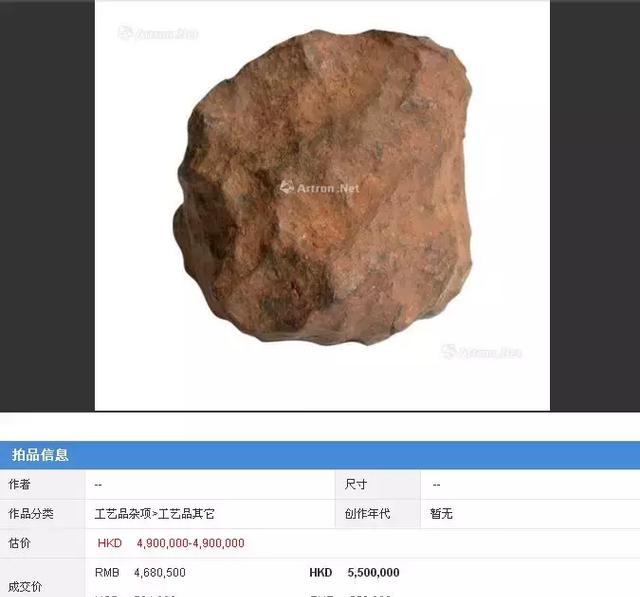 Artron.Net
Artron.Net
Artron.Net
拍品信息
作者 -- 尺寸 --
作品分类 工艺品杂项>工艺品其它 创作年代 暂无
估价 HKD 4,900,000-4,900,000
成交价 RMB 4,680,500 HKD 5,500,000